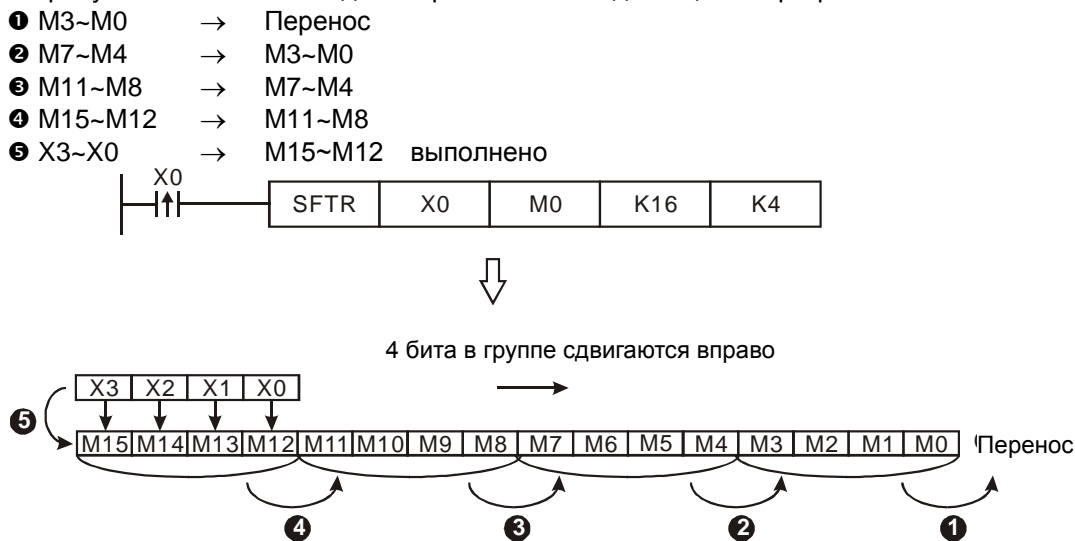 ❶ M3~M0 → Перенос
❷ M7~M4 → M3~M0
❸ M11~M8 → M7~M4
❹ M15~M12 → M11~M8
❺ X3~X0 → M15~M12 выполнено
X0
SFTR X0 M0 K16 K4
4 бита в группе сдвигаются вправо
X3 X2 X1 X0
❺
M15 M14 M13 M12 M11 M10 M9 M8 M7 M6 M5 M4 M3 M2 M1 M0 Перенос
❹ ❸ ❷ ❶